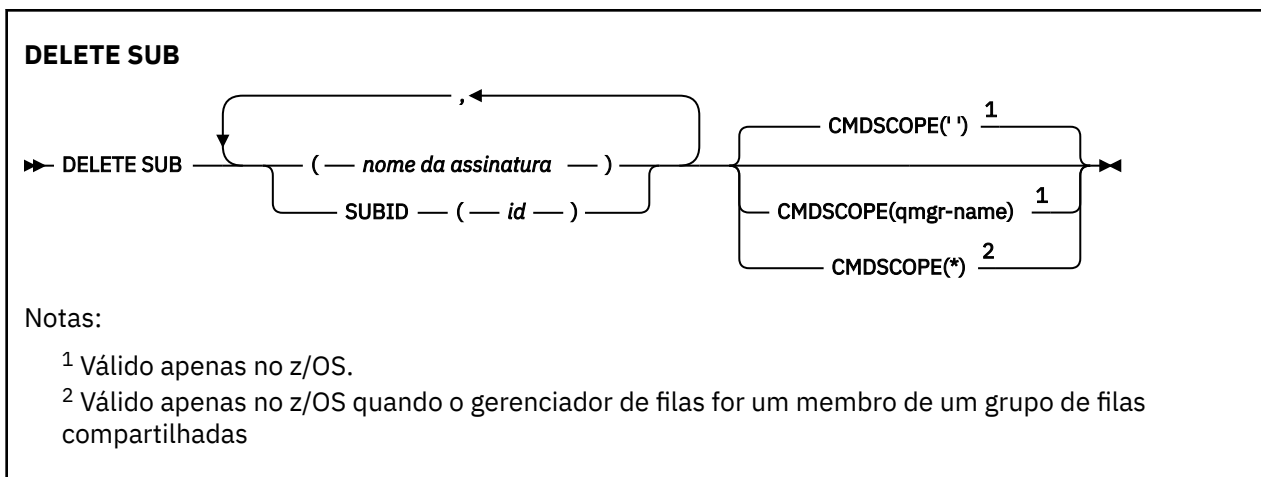 DELETE SUB
,
DELETE SUB
( nome da assinatura )
SUBID ( id )
CMDSCOPE(' ') 1
CMDSCOPE(qmgr-name) 1
CMDSCOPE(*) 2
Notas:
1 Válido apenas no z/OS.
2 Válido apenas no z/OS quando o gerenciador de filas for um membro de um grupo de filas
compartilhadas